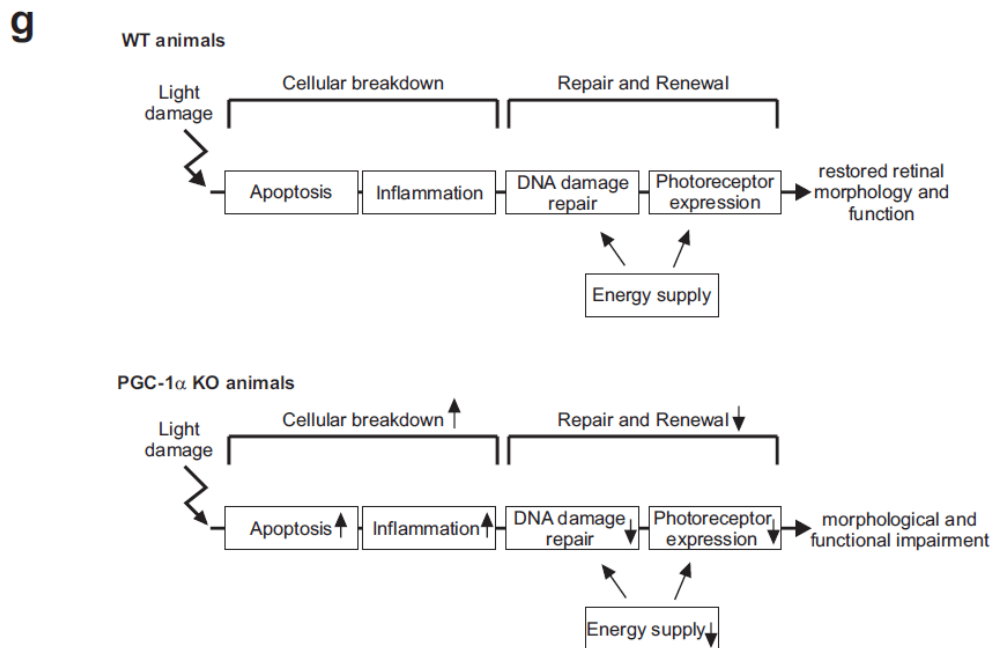 g
WT animals
Cellular breakdown
Repair and Renewal
Light
damage
Apoptosis
Inflammation
DNA damage
repair
Photoreceptor
expression
restored retinal
morphology and
function
Energy supply
PGC-1α KO animals
Cellular breakdown
Repair and Renewal
Light
damage
Apoptosis
Inflammation
DNA damage
repair
Photoreceptor
expression
morphological and
functional impairment
Energy supply